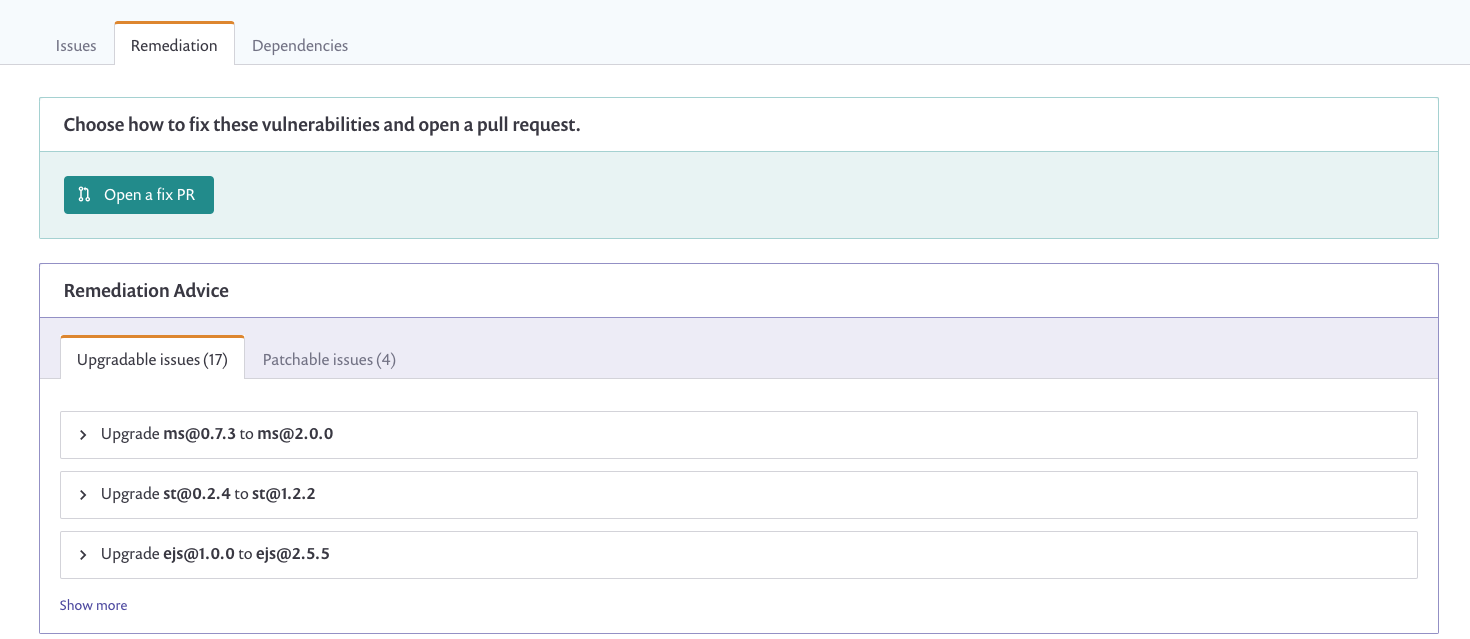 Issues Remediation Dependencies
Choose how to fix these vulnerabilities and open a pull request.
Open a fix PR
Remediation Advice
Upgradable issues (17) Patchable issues (4)
Upgrade ms@0.7.3 to ms@2.0.0
Upgrade st@0.2.4 to st@1.2.2
Upgrade ejs@1.0.0 to ejs@2.5.5
Show more